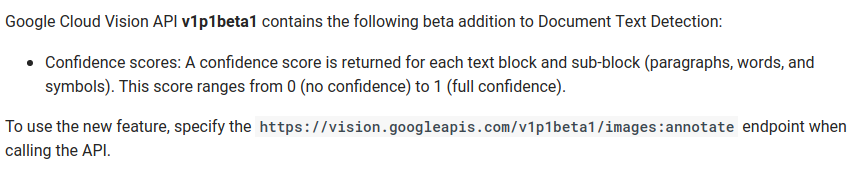 Google Cloud Vision API v1p1beta1 contains the following beta addition to Document Text Detection:
• Confidence scores: A confidence score is returned for each text block and sub-block (paragraphs, words, and
symbols). This score ranges from 0 (no confidence) to 1 (full confidence).
To use the new feature, specify the https://vision.googleapis.com/v1p1beta1/images:annotate endpoint when
calling the API.